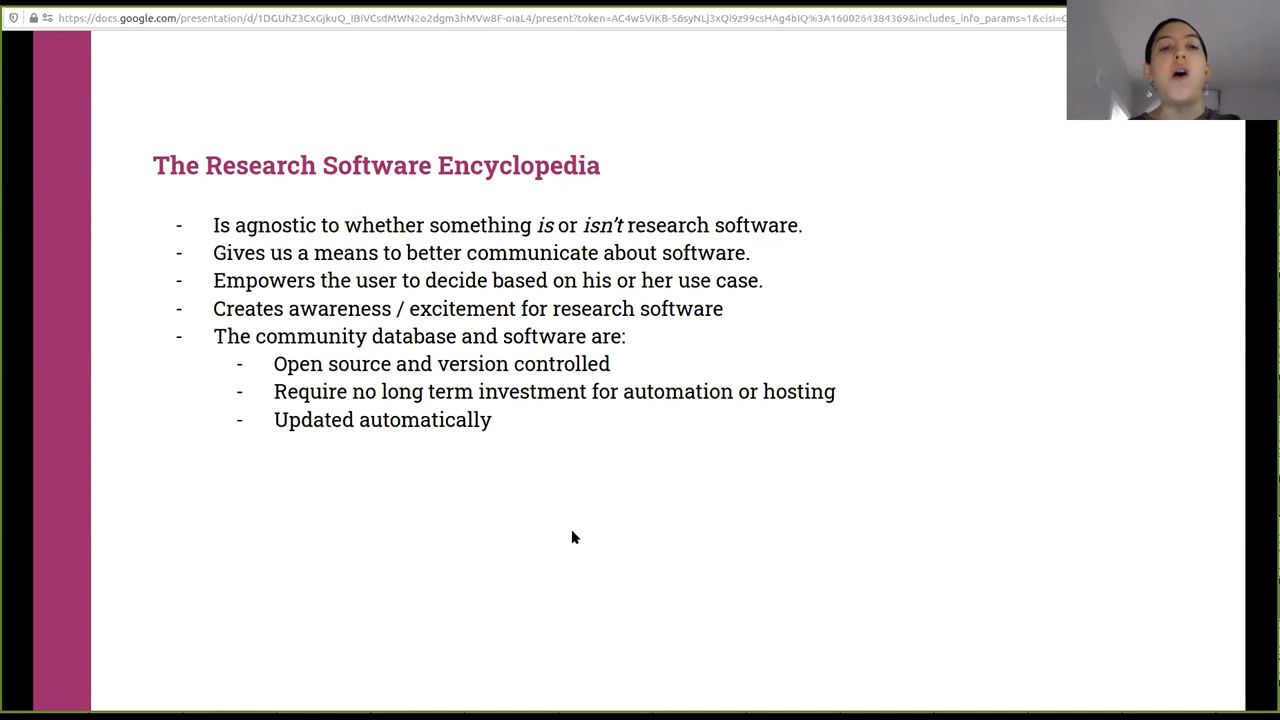 https://docs.google.com/presentation/d/1DGUhZ3CxGjkuQ_IBiVCsdMWN2o2dgm3hMVw8F-oiaL4/present?token=AC4w5ViKB-56syNLj3xQi9z99csHAg4bIQ%3A1600264384369&includes_info_params=1&eisi=
The Research Software Encyclopedia
- Is agnostic to whether something is or isn't research software.
- Gives us a means to better communicate about software.
- Empowers the user to decide based on his or her use case.
- Creates awareness / excitement for research software
- The community database and software are:
- Open source and version controlled
- Require no long term investment for automation or hosting
- Updated automatically